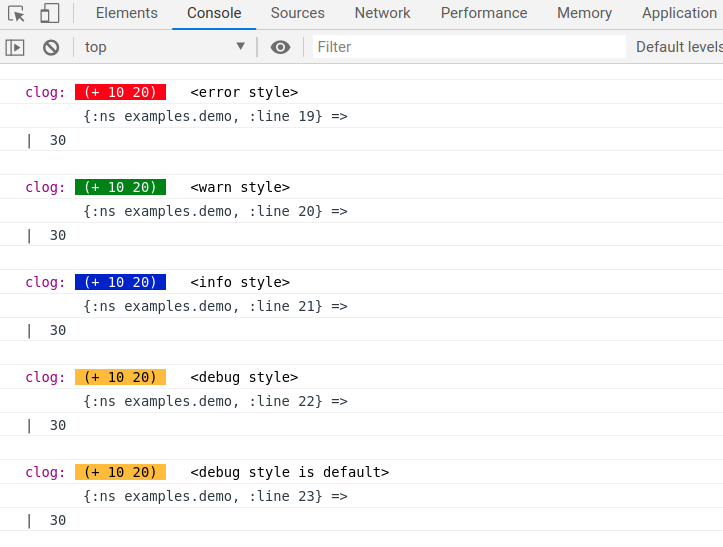 Elements Console Sources Network Performance Memory Application
top Filter Default levels
clog: (+ 10 20) <error style>
{:ns examples.demo, :line 19} =>
| 30
clog: (+ 10 20) <warn style>
{:ns examples.demo, :line 20} =>
| 30
clog: (+ 10 20) <info style>
{:ns examples.demo, :line 21} =>
| 30
clog: (+ 10 20) <debug style>
{:ns examples.demo, :line 22} =>
| 30
clog: (+ 10 20) <debug style is default>
{:ns examples.demo, :line 23} =>
| 30